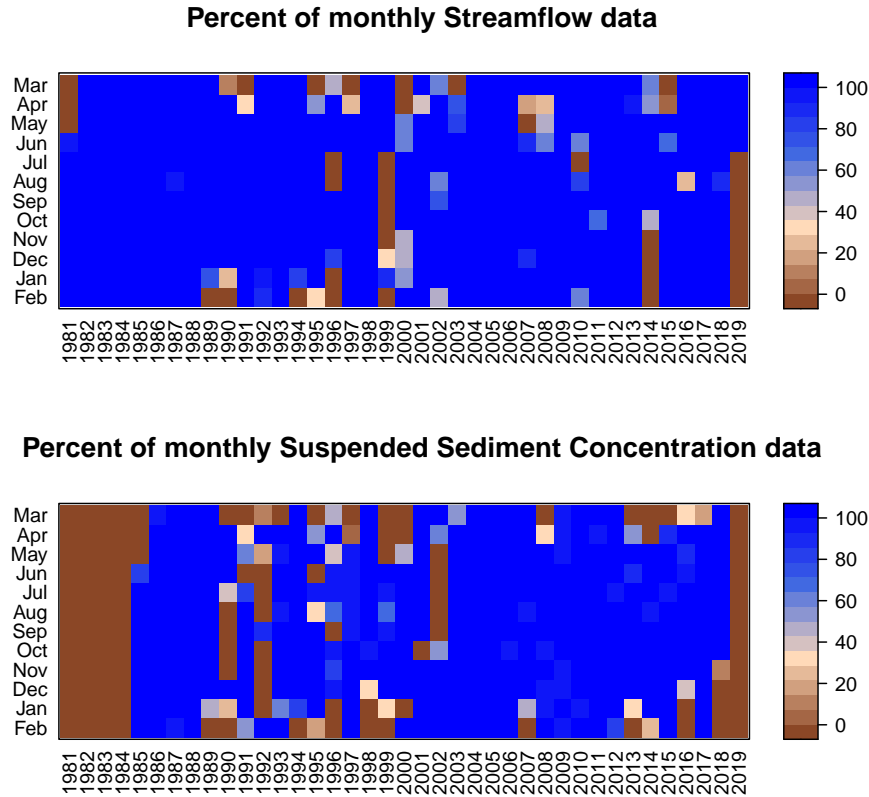 Percent of monthly Streamflow data
Mar
Apr
May
Jun
Jul
Aug
Sep
Oct
Nov
Dec
Jan
Feb
100
80
60
40
20
0
1981 1982 1983 1984 1985 1986 1987 1988 1989 1990 1991 1992 1993 1994 1995 1996 1997 1998 1999 2000 2001 2002 2003 2004 2005 2006 2007 2008 2009 2010 2011 2012 2013 2014 2015 2016 2017 2018 2019
Percent of monthly Suspended Sediment Concentration data
Mar
Apr
May
Jun
Jul
Aug
Sep
Oct
Nov
Dec
Jan
Feb
100
80
60
40
20
0
1981 1982 1983 1984 1985 1986 1987 1988 1989 1990 1991 1992 1993 1994 1995 1996 1997 1998 1999 2000 2001 2002 2003 2004 2005 2006 2007 2008 2009 2010 2011 2012 2013 2014 2015 2016 2017 2018 2019